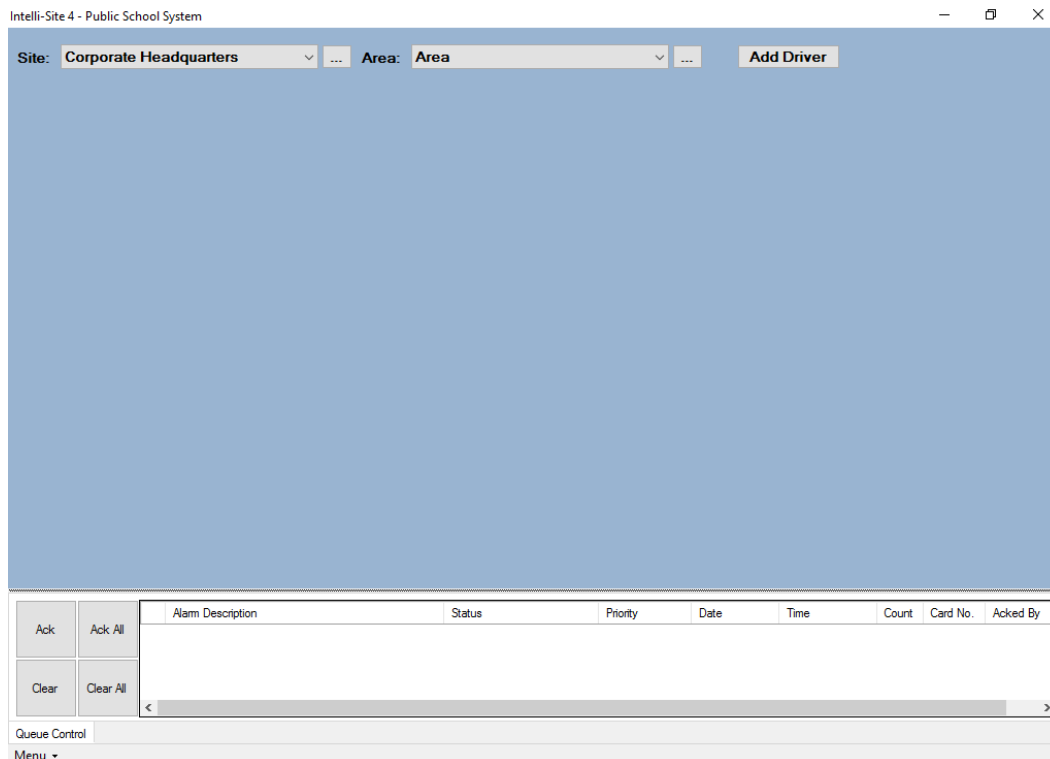 Intelli-Site 4 - Public School System
Site: Corporate Headquarters ... Area: Area ... Add Driver
Alarm Description Status Priority Date Time Count Card No. Acked By
Ack Ack All
Clear Clear All
Queue Control
Menu